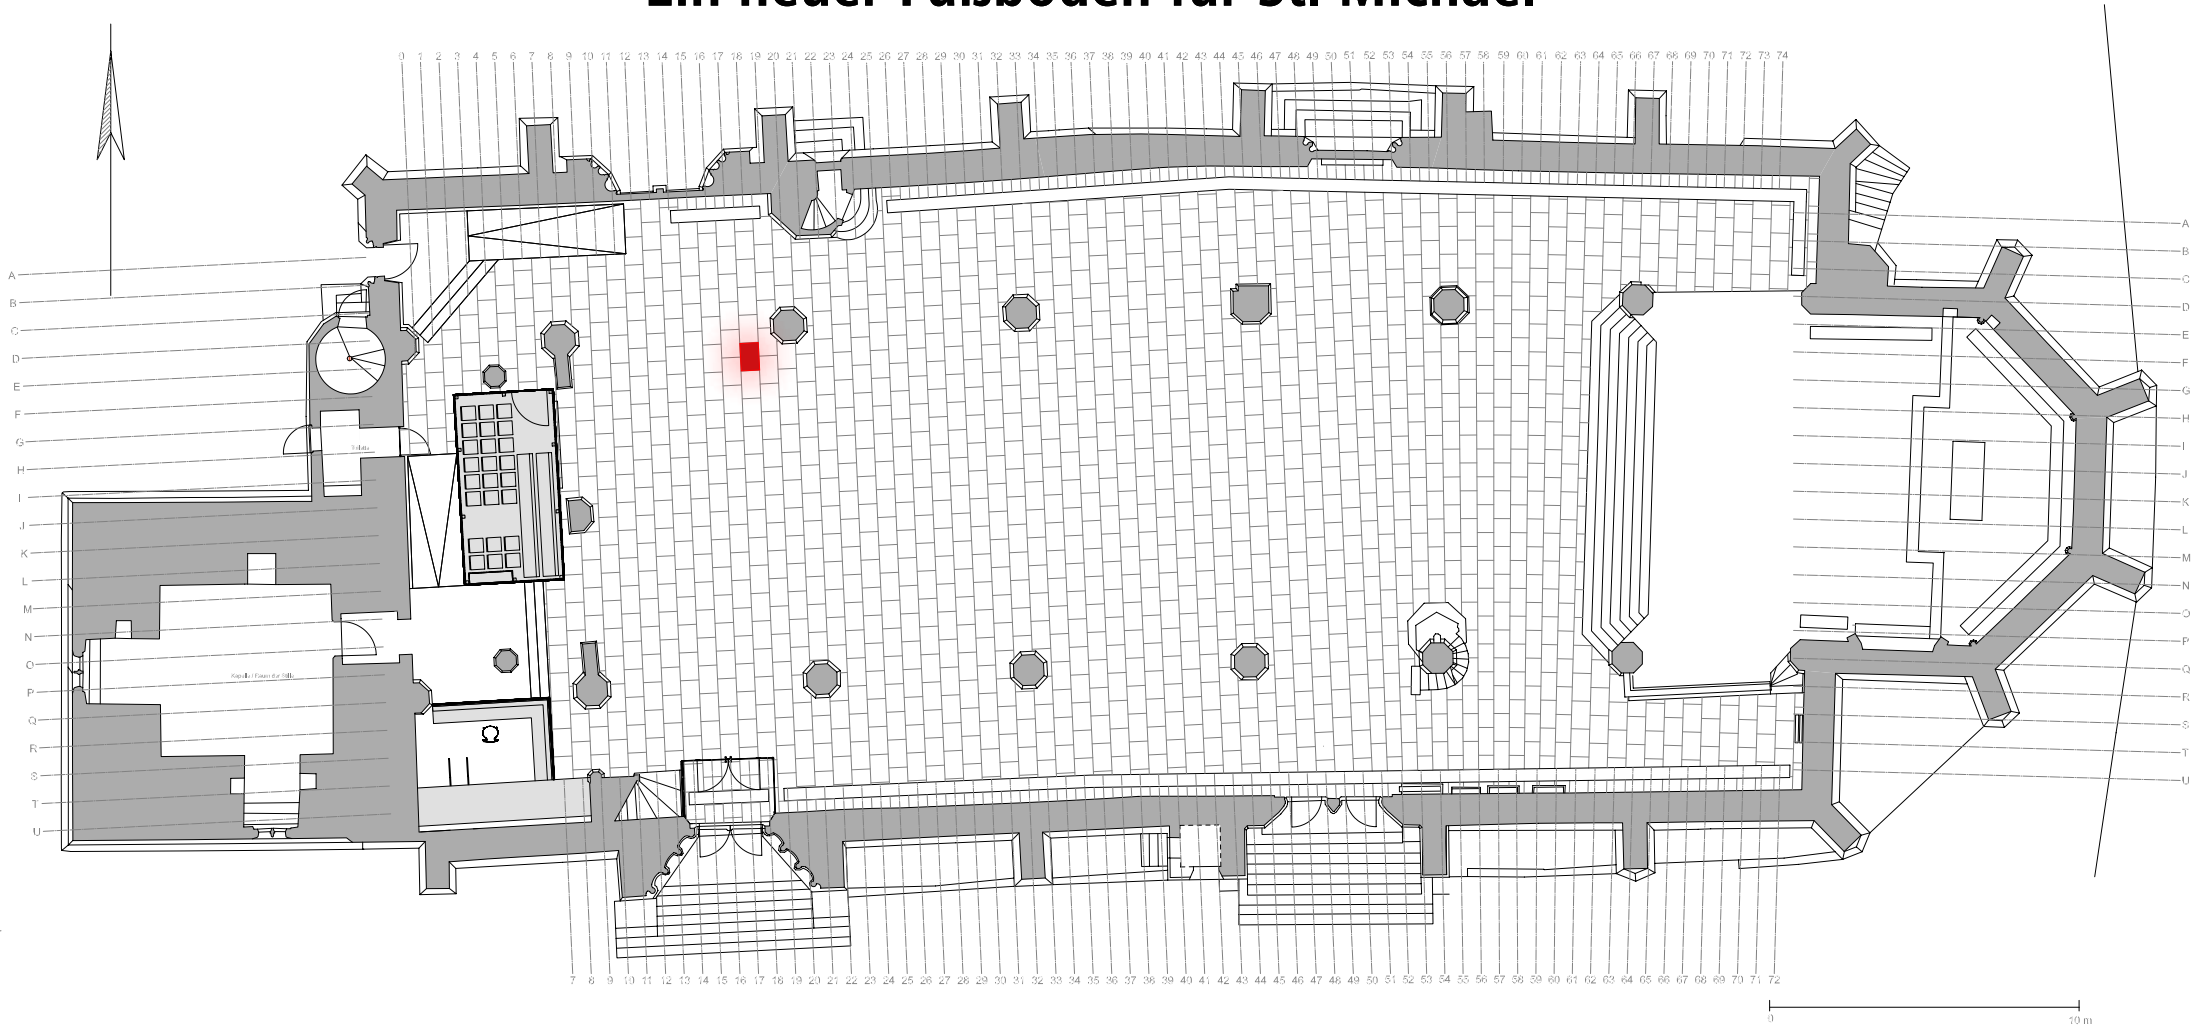 Ein neuer Fußboden für St. Michael
0 1 2 3 4 5 6 7 8 9 10 11 12 13 14 15 16 17 18 19 20 21 22 23 24 25 26 27 28 29 30 31 32 33 34 35 36 37 38 39 40 41 42 43 44 45 46 47 48 49 50 51 52 53 54 55 56 57 58 59 60 61 62 63 64 65 66 67 68 69 70 71 72 73 74
A
B
C
D
E
F
G
H
I
J
K
L
M
N
O
P
Q
R
S
T
U
Kapelle / Raum der Stille
A
B
C
D
E
F
G
H
I
J
K
L
M
N
O
P
Q
R
S
T
U
7 8 9 10 11 12 13 14 15 16 17 18 19 20 21 22 23 24 25 26 27 28 29 30 31 32 33 34 35 36 37 38 39 40 41 42 43 44 45 46 47 48 49 50 51 52 53 54 55 56 57 58 59 60 61 62 63 64 65 66 67 68 69 70 71 72
0 10 m